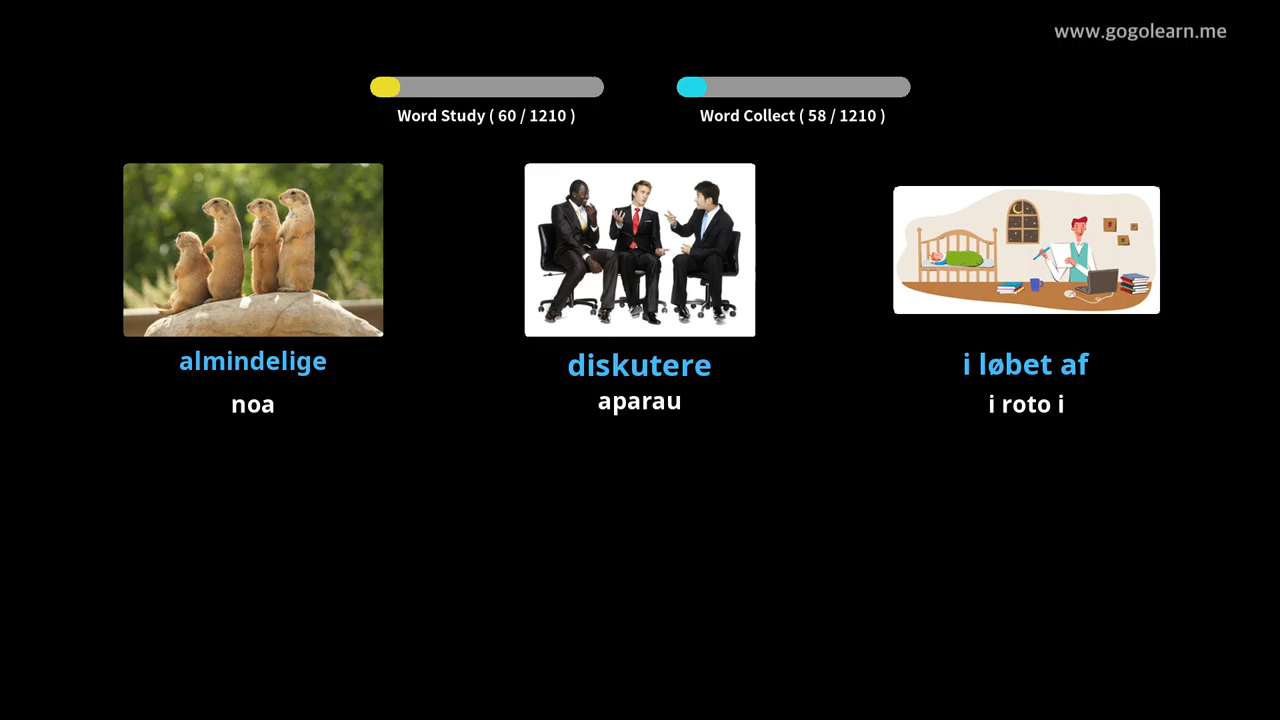 www.gogolearn.me
Word Study ( 60 / 1210 )
Word Collect ( 58 / 1210 )
almindelige
noa
diskutere
aparau
i løbet af
i roto i